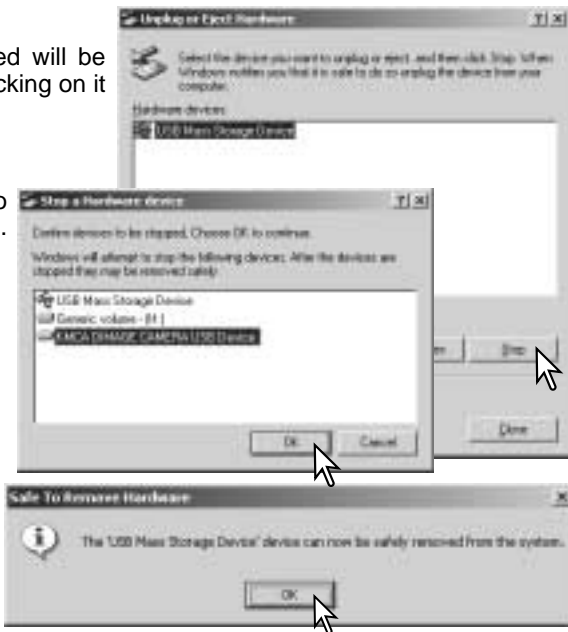 Unplug or Eject Hardware
ed will be
cking on it
Select the device you want to unplug or eject, and then click Stop. When
Windows notifies you that it is safe to do so unplug the device from your
computer.
Hardware devices:
USB Mass Storage Device
o
.
Stop a Hardware device
Confirm devices to be stopped, Choose OK to continue.
Windows will attempt to stop the following devices. After the devices are
stopped they may be removed safely.
USB Mass Storage Device
Generic volume - (H:)
KMCA DIMAGE CAMERA USB Device
Stop
OK Cancel
Close
Safe To Remove Hardware
The 'USB Mass Storage Device' device can now be safely removed from the system.
OK